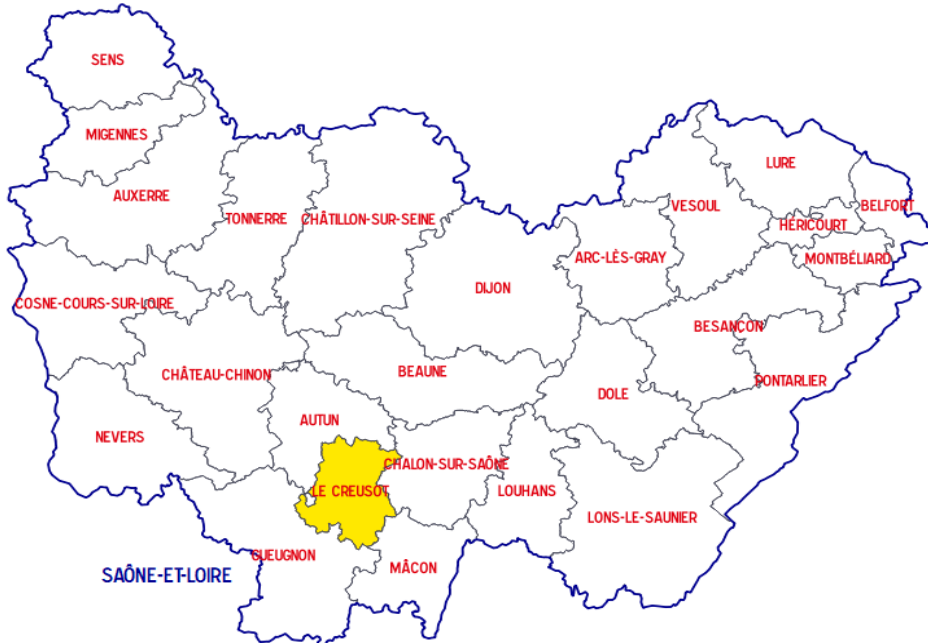 SENS
MIGENNES
LURE
AUXERRE
VESOUL
BELFORT
TONNERRE
CHÂTILLON-SUR-SEINE
HÉRICOURT
ARC-LÈS-GRAY
MONTBÉLIARD
DIJON
COSNE-COURS-SUR-LOIRE
BESANÇON
BEAUNE
CHÂTEAU-CHINON
PONTARLIER
DOLE
AUTUN
NEVERS
CHALON-SUR-SAÔNE
LE CREUSOT
LOUHANS
LONS-LE-SAUNIER
GUEUGNON
MÂCON
SAÔNE-ET-LOIRE